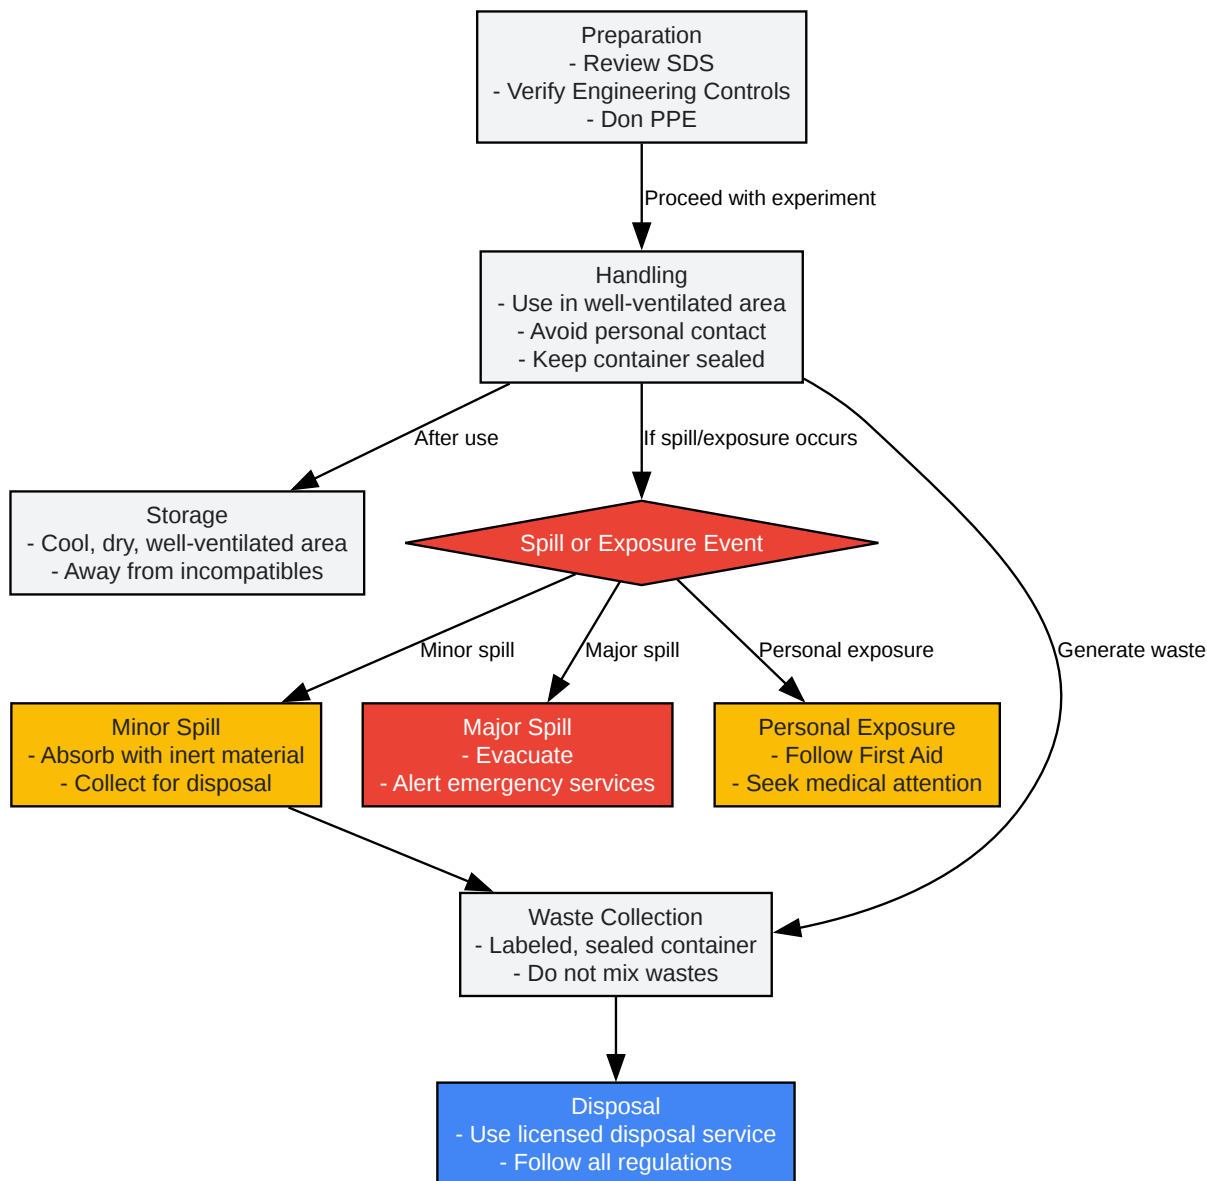 Preparation
- Review SDS
- Verify Engineering Controls
- Don PPE
Proceed with experiment
Handling
- Use in well-ventilated area
- Avoid personal contact
- Keep container sealed
After use
If spill/exposure occurs
Storage
- Cool, dry, well-ventilated area
- Away from incompatibles
Spill or Exposure Event
Minor spill
Major spill
Personal exposure
Generate waste
Minor Spill
- Absorb with inert material
- Collect for disposal
Major Spill
- Evacuate
- Alert emergency services
Personal Exposure
- Follow First Aid
- Seek medical attention
Waste Collection
- Labeled, sealed container
- Do not mix wastes
Disposal
- Use licensed disposal service
- Follow all regulations